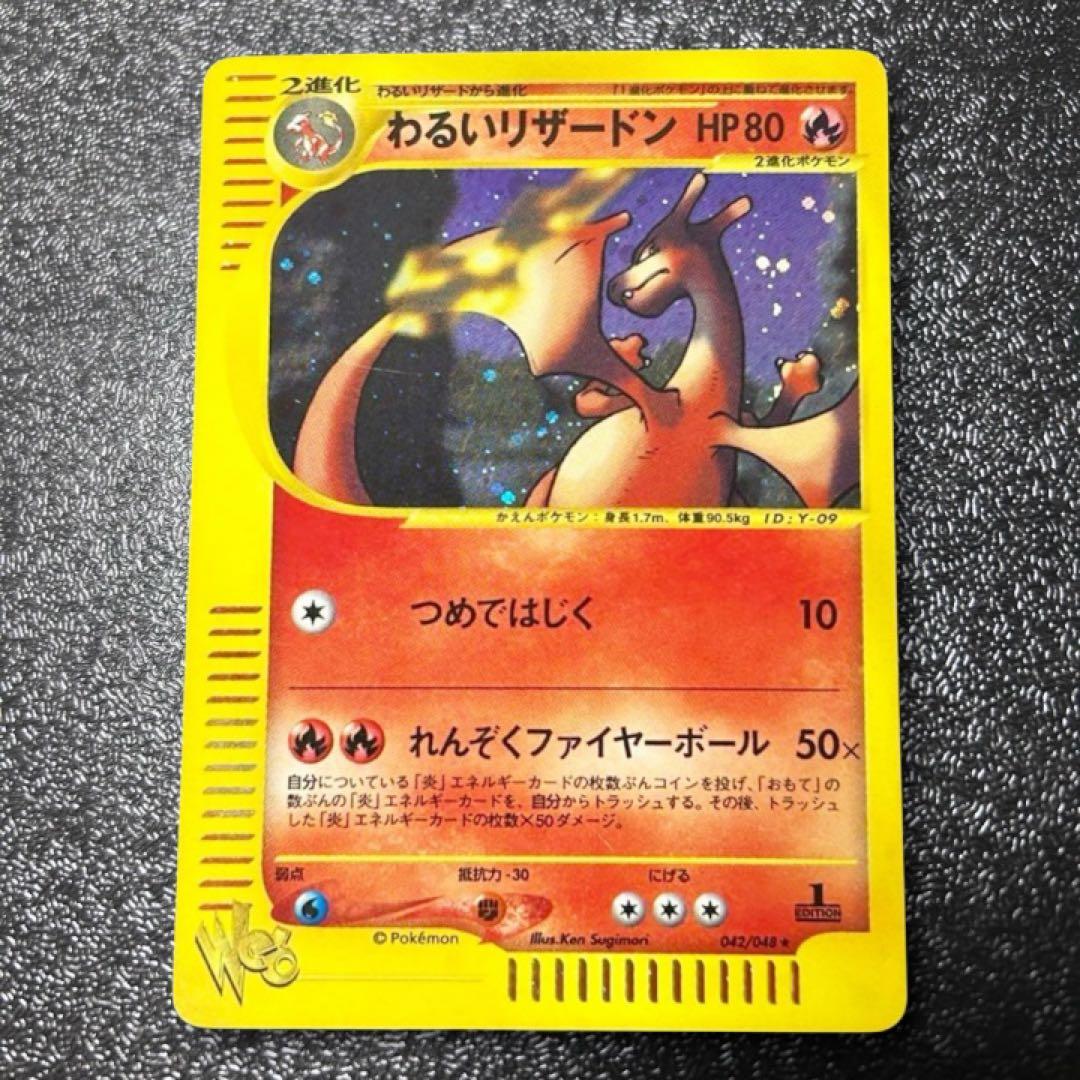 2進化 わるいリザードから進化 「1進化ポケモン」の上に重ねて進化させます。
わるいリザードン HP80
2進化ポケモン
かえんポケモン：身長1.7m、体重90.5kg ID：Y-09
つめではじく 10
れんぞくファイヤーボール 50×
自分についている「炎」エネルギーカードの枚数ぶんコインを投げ、「おもて」の
数ぶんの「炎」エネルギーカードを、自分からトラッシュする。その後、トラッシュ
した「炎」エネルギーカードの枚数×50ダメージ。
弱点 抵抗力 -30 にげる
1
EDITION
©Pokémon Illus.Ken Sugimori 042/048★
Web